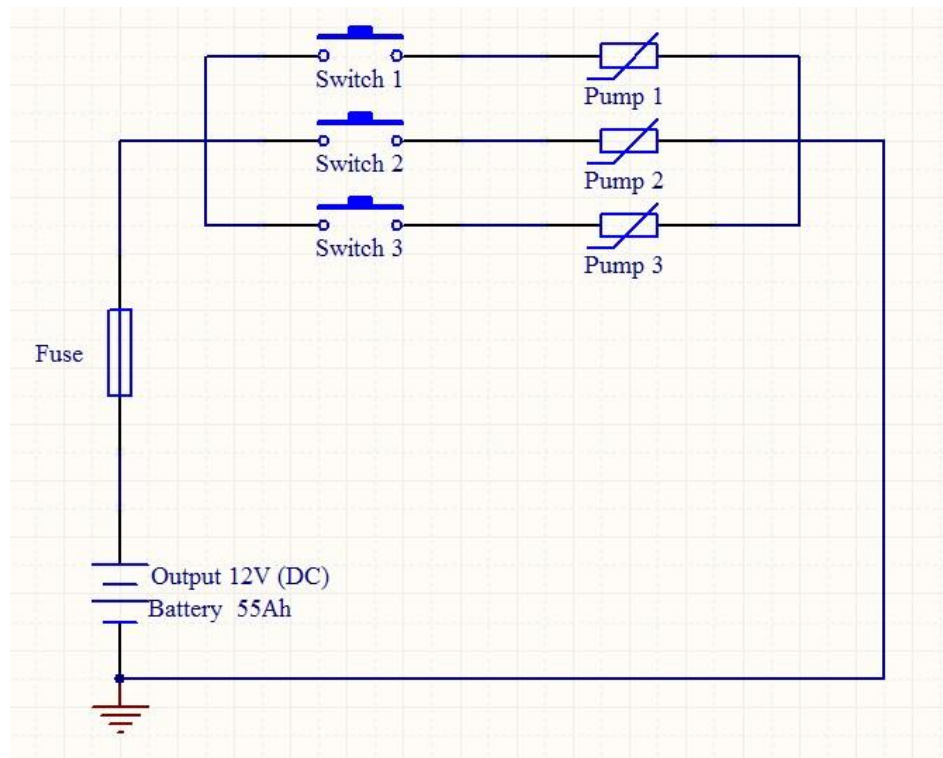 Switch 1
Pump 1
Switch 2
Pump 2
Switch 3
Pump 3
Fuse
Output 12V (DC)
Battery 55Ah